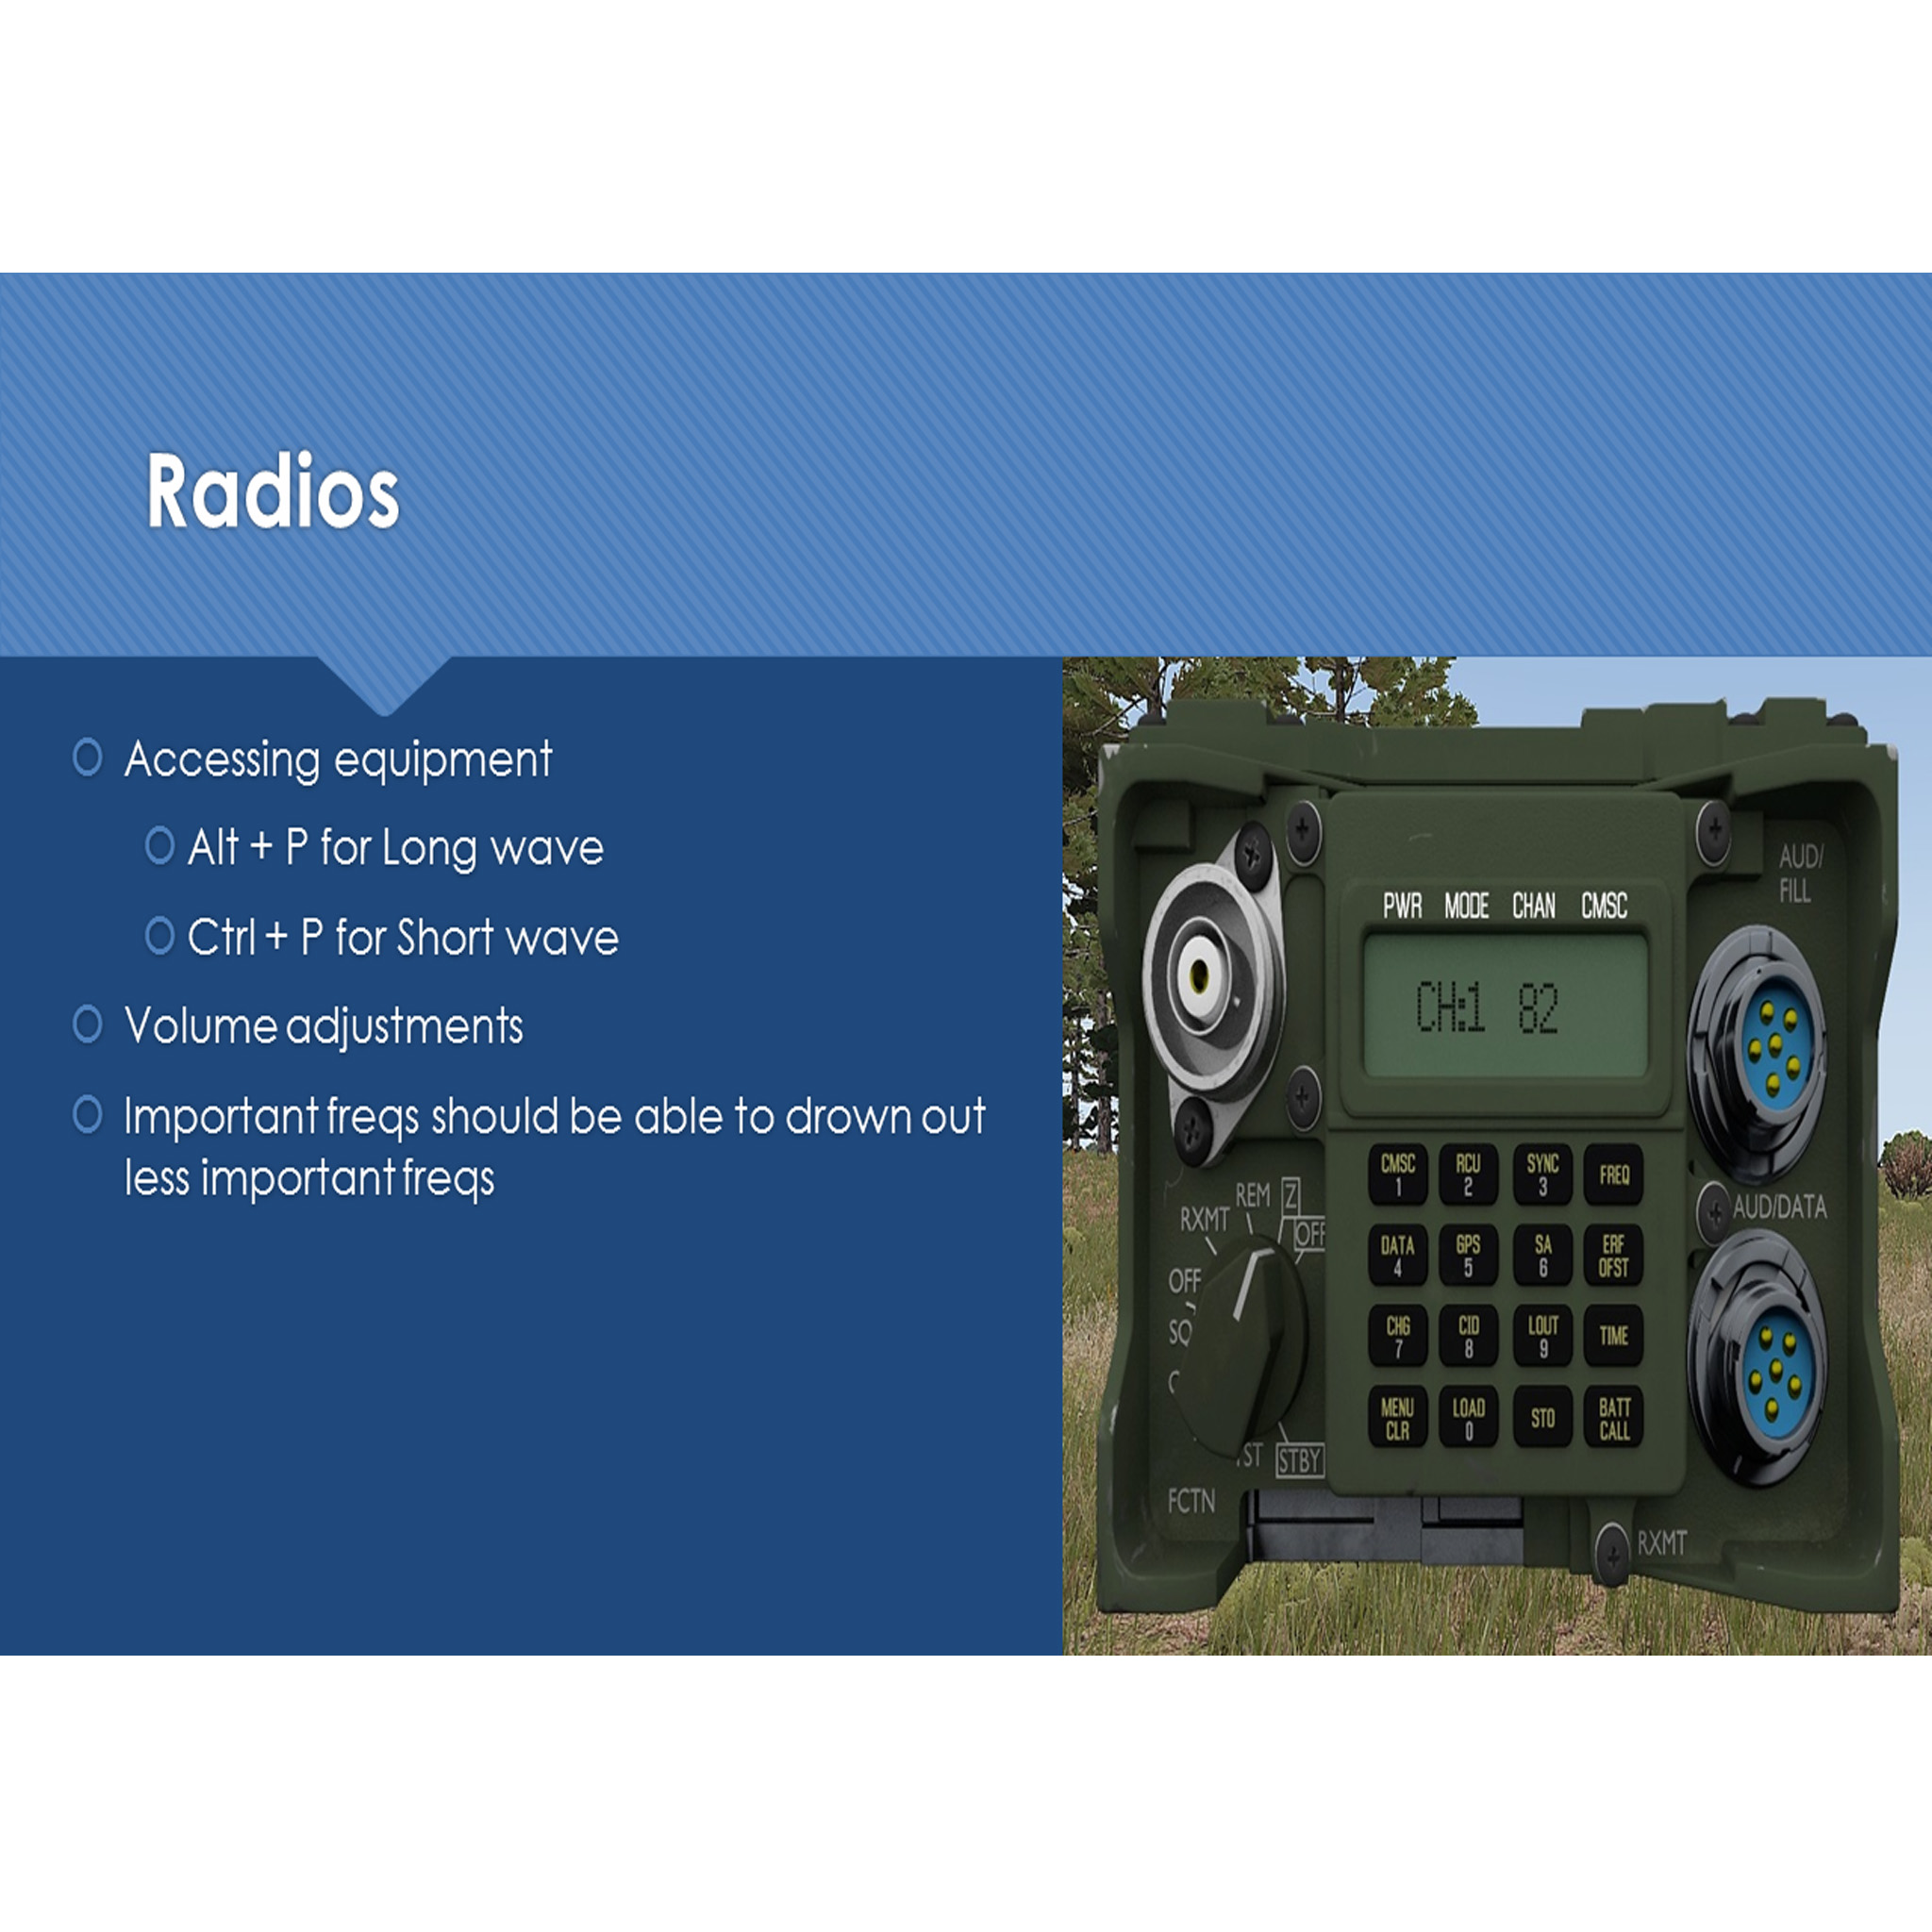 Radios
Accessing equipment
Alt + P for Long wave
Ctrl + P for Short wave
Volume adjustments
Important freqs should be able to drown out
less important freqs
AUD/
FILL
PWR MODE CHAN CMSC
CH:1 82
CMSC RCU SYNC FREQ
1 2 3
AUD/DATA
REM Z
RXMT OFF
DATA GPS SA ERF
4 5 6 OFST
OFF
SQ
CHG CID LOUT TIME
7 8 9
MENU LOAD STO BATT
CLR 0 CALL
STBY
FCTN
RXMT